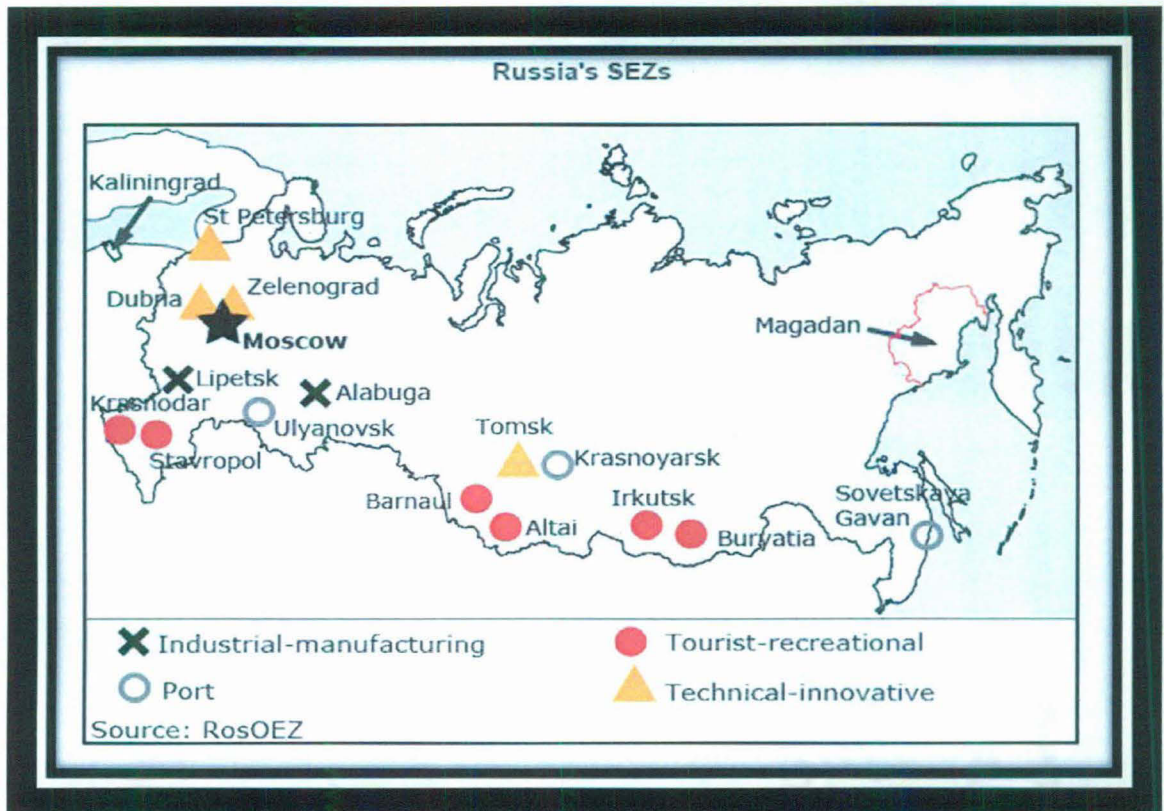 Russia's SEZs
Kaliningrad
St Petersburg
Dubna
Zelenograd
Moscow
Magadan
Lipetsk
Alabuga
Krasnodar
Ulyanovsk
Stavropol
Tomsk
Krasnoyarsk
Barnaul
Altai
Irkutsk
Buryatia
Sovetskaya
Gavan
Industrial-manufacturing
Tourist-recreational
Port
Technical-innovative
Source: RosOEZ